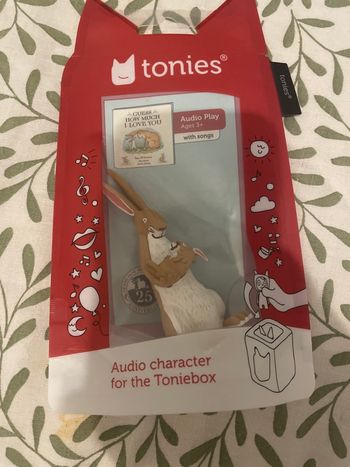 tonies®
tonies®
GUESS
HOW MUCH
I LOVE YOU
Audio Play
Ages 3+
with songs
25
Audio character
for the Toniebox